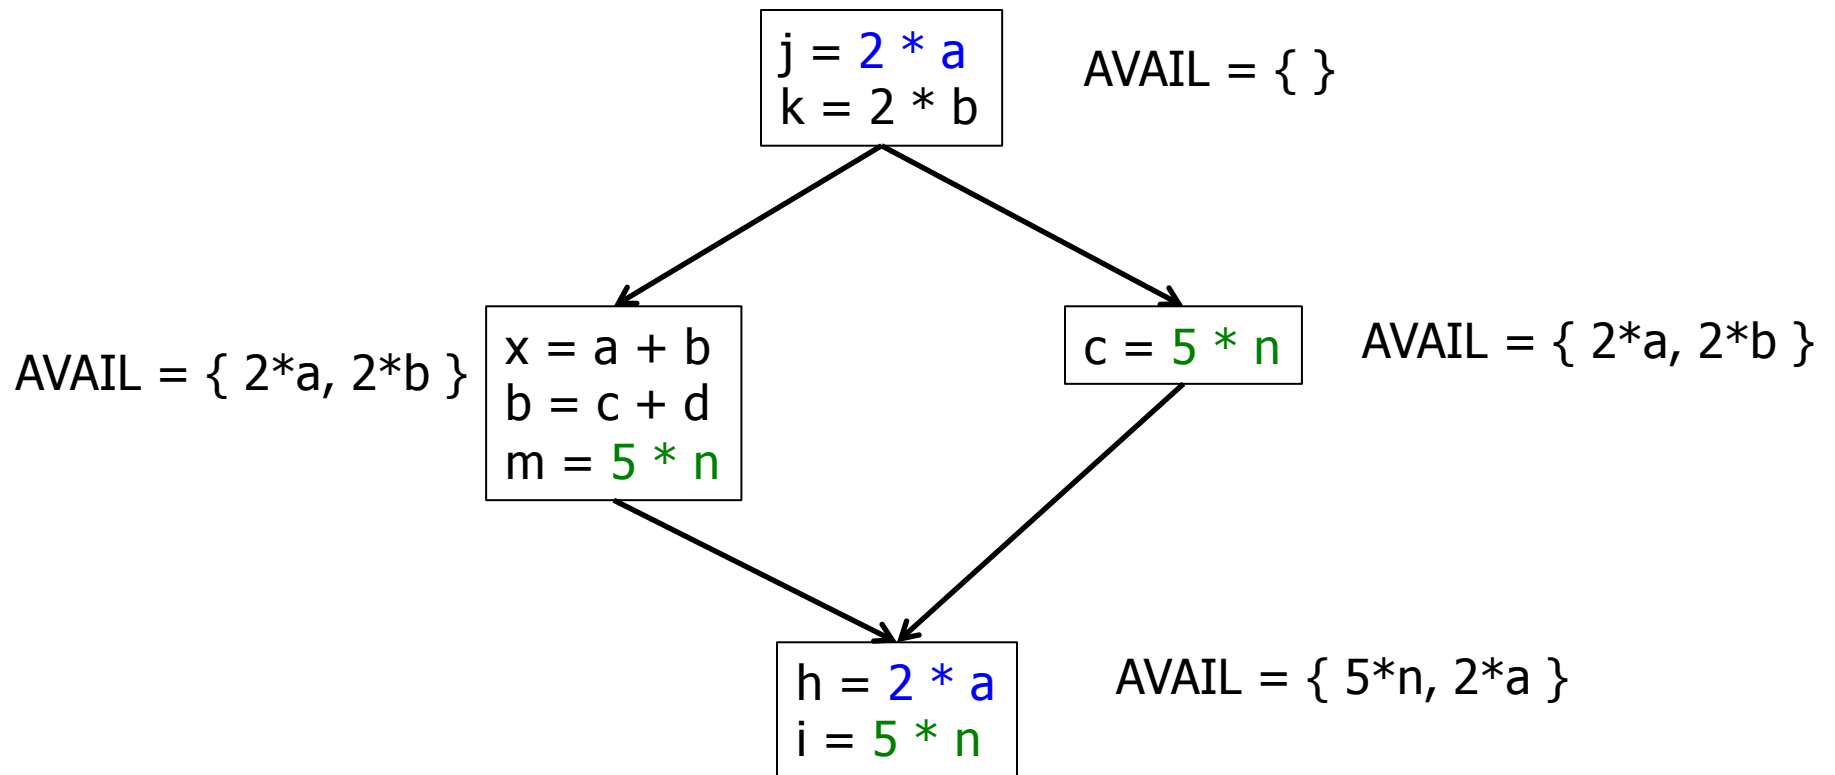 j = 2 * a
k = 2 * b
AVAIL = { }
AVAIL = { 2*a, 2*b }
x = a + b
b = c + d
m = 5 * n
c = 5 * n
AVAIL = { 2*a, 2*b }
h = 2 * a
i = 5 * n
AVAIL = { 5*n, 2*a }